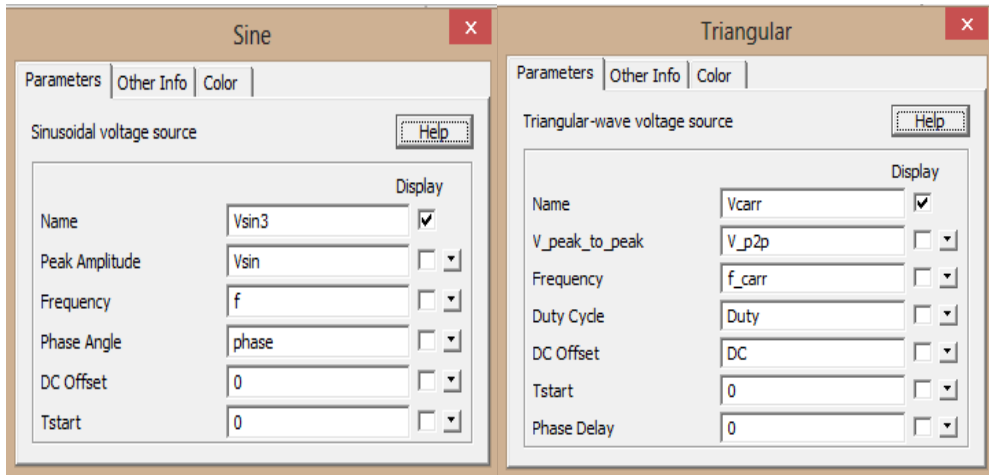 Sine
x
Parameters Other Info Color
Sinusoidal voltage source Help
Display
Name Vsin3
Peak Amplitude Vsin
Frequency f
Phase Angle phase
DC Offset 0
Tstart 0
Triangular
x
Parameters Other Info Color
Triangular-wave voltage source Help
Display
Name Vcarr
V_peak_to_peak V_p2p
Frequency f_carr
Duty Cycle Duty
DC Offset DC
Tstart 0
Phase Delay 0